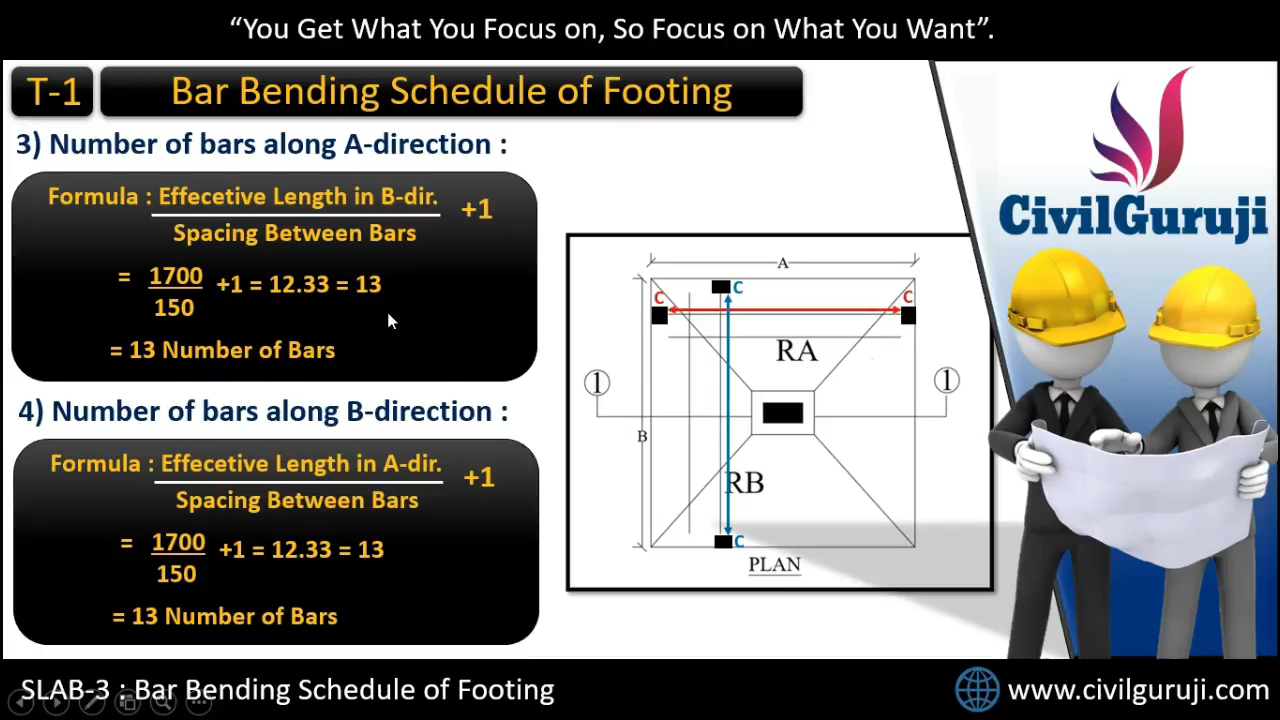 “You Get What You Focus on, So Focus on What You Want”.
T-1
Bar Bending Schedule of Footing
3) Number of bars along A-direction :
Formula : Effecetive Length in B-dir. +1
Spacing Between Bars
= 1700 +1 = 12.33 = 13
150
= 13 Number of Bars
4) Number of bars along B-direction :
Formula : Effecetive Length in A-dir. +1
Spacing Between Bars
= 1700 +1 = 12.33 = 13
150
= 13 Number of Bars
A
C
C
C
RA
1
1
B
RB
C
PLAN
CivilGuruji
SLAB-3 : Bar Bending Schedule of Footing
www.civilguruji.com